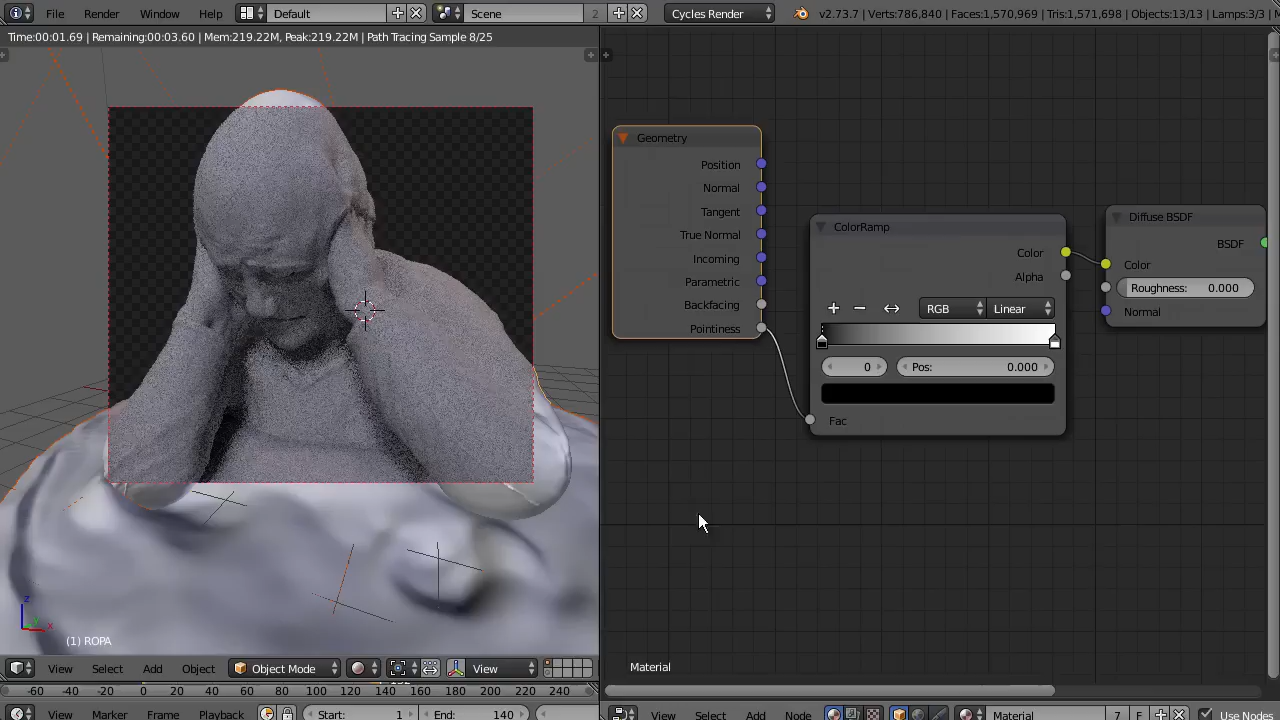 File Render Window Help Default Scene 2 Cycles Render v2.73.7 | Verts:786,840 | Faces:1,570,969 | Tris:1,571,698 | Objects:13/13 | Lamps:3/3 |
Time:00:01.69 | Remaining:00:03.60 | Mem:219.22M, Peak:219.22M | Path Tracing Sample 8/25
Geometry
Position
Normal
Tangent
True Normal
Incoming
Parametric
Backfacing
Pointiness
ColorRamp
Color
Alpha
RGB Linear
0 Pos: 0.000
Fac
Diffuse BSDF
BSDF
Color
Roughness: 0.000
Normal
z
y
x
(1) ROPA
Material
View Select Add Object Object Mode View
-60 -40 -20 0 20 40 60 80 100 120 140 160 180 200 220 240
View Marker Frame Playback Start: 1 End: 140
View Select Add Node Material 7 F Use Nodes